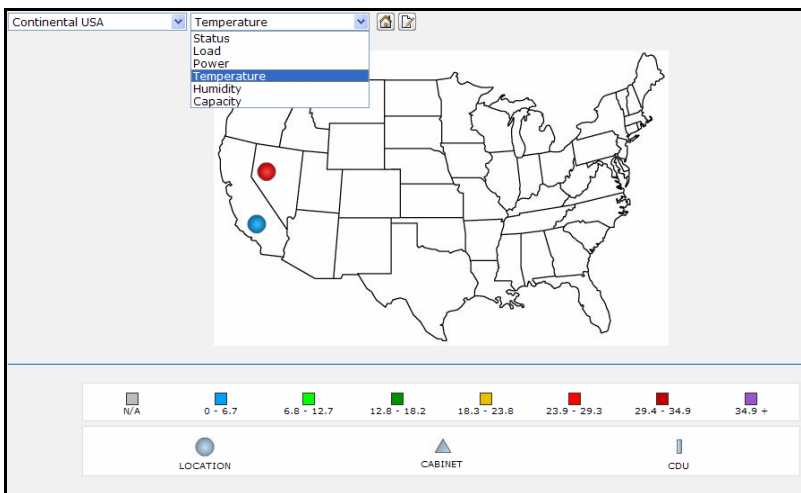 Continental USA Temperature
Status
Load
Power
Temperature
Humidity
Capacity
N/A 0 - 6.7 6.8 - 12.7 12.8 - 18.2 18.3 - 23.8 23.9 - 29.3 29.4 - 34.9 34.9 +
LOCATION CABINET CDU